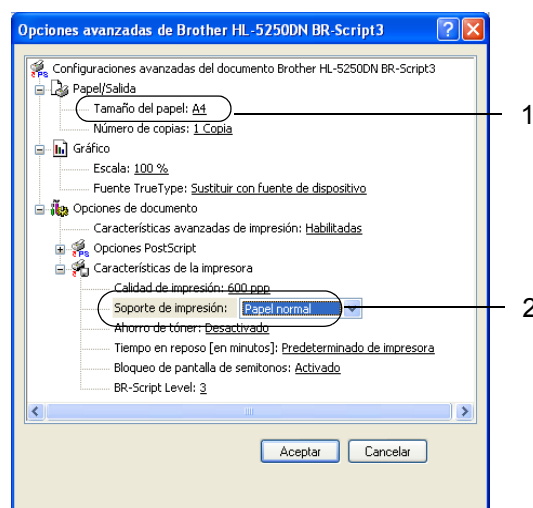 Opciones avanzadas de Brother HL-5250DN BR-Script3
Configuraciones avanzadas del documento Brother HL-5250DN BR-Script3
Papel/Salida
Tamaño del papel: A4
1
Número de copias: 1 Copia
Gráfico
Escala: 100 %
Fuente TrueType: Sustituir con fuente de dispositivo
Opciones de documento
Características avanzadas de impresión: Habilitadas
Opciones PostScript
Características de la impresora
Calidad de impresión: 600 ppp
Soporte de impresión: Papel normal
2
Ahorro de tóner: Desactivado
Tiempo en reposo [en minutos]: Predeterminado de impresora
Bloqueo de pantalla de semitonos: Activado
BR-Script Level: 3
Aceptar Cancelar